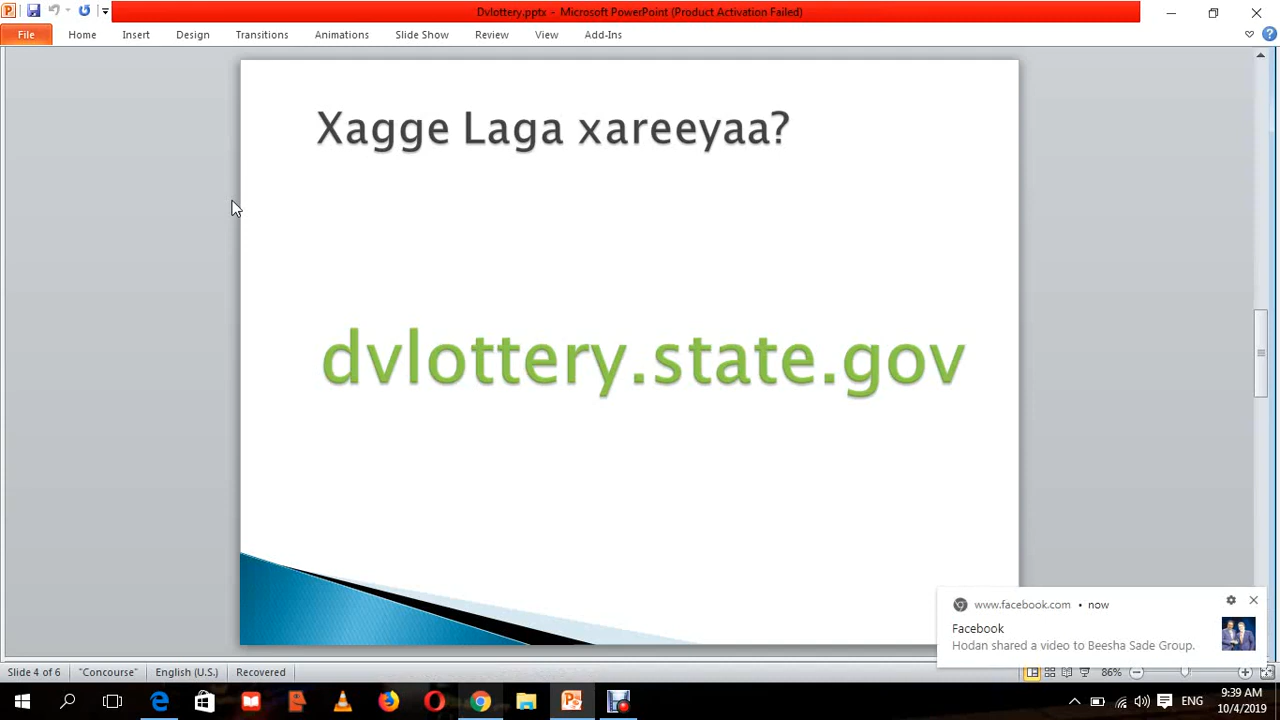 Dvlottery.pptx - Microsoft PowerPoint (Product Activation Failed)
File Home Insert Design Transitions Animations Slide Show Review View Add-Ins
Xagge Laga xareeyaa?
dvlottery.state.gov
www.facebook.com • now
Facebook
Hodan shared a video to Beesha Sade Group.
Slide 4 of 6 "Concourse" English (U.S.) Recovered 86%
ENG
9:39 AM
10/4/2019